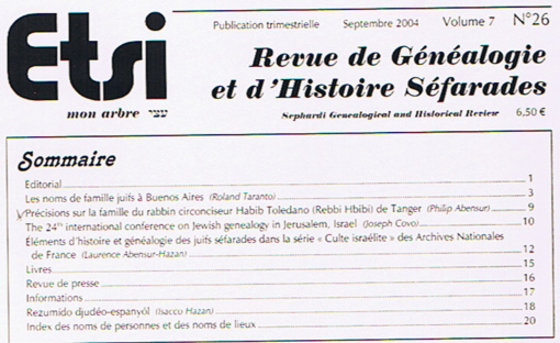 Etsi
Publication trimestrielle Septembre 2004 Volume 7 N°26
Revue de Généalogie
et d'Histoire Séfarades
mon arbre עצי Sephardi Genealogical and Historical Review 6,50 €
Sommaire
Editorial 1
Les noms de famille juifs à Buenos Aires (Roland Taranto) 3
Précisions sur la famille du rabbin circonciseur Habib Toledano (Rebbi Hbibi) de Tanger (Philip Abensur) 9
The 24th international conference on Jewish genealogy in Jerusalem, Israel (Joseph Covo) 10
Éléments d'histoire et généalogie des juifs séfarades dans la série « Culte israélite » des Archives Nationales
de France (Laurence Abensur-Hazan) 12
Livres 15
Revue de presse 16
Informations 17
Rezumido djudéo-espanyòl (Isaccu Hazan) 18
Index des noms de personnes et des noms de lieux 20